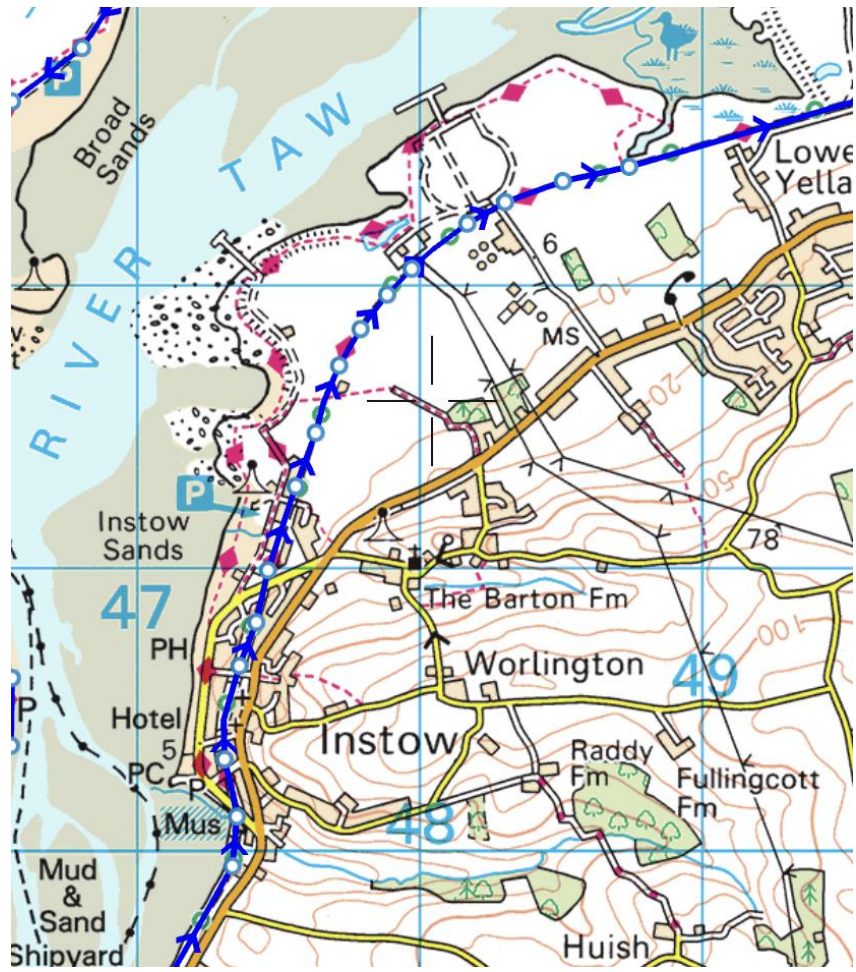 P
Broad
Sands
TAW
RIVER
Lowe
Yella
6
10
MS
20
50
P
Instow
Sands
78
47
The Barton Fm
100
PH
Worlington
49
P
Hotel
Instow
5
Raddy
Fm
PC
P
Fullingcott
Fm
Mus
48
Mud
&
Sand
Shipyard
Huish